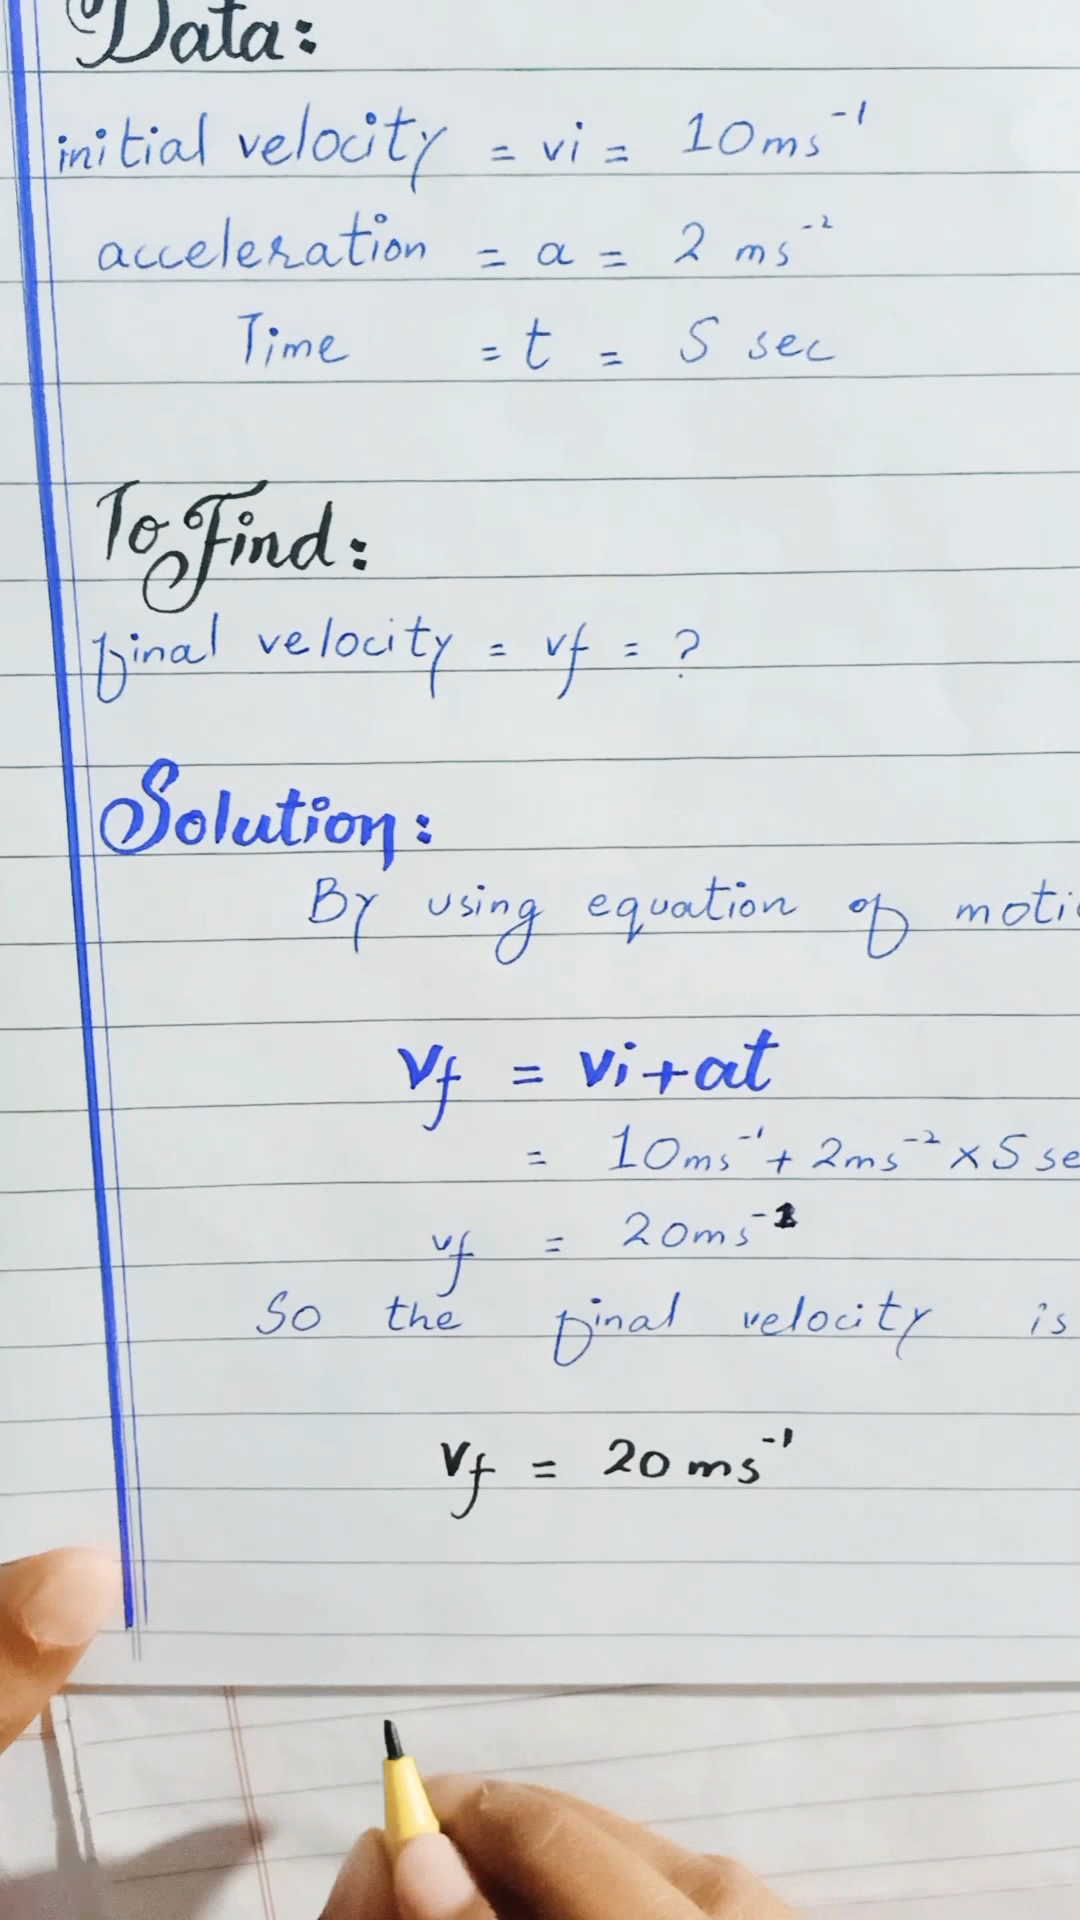 Data:
initial velocity = vi = 10ms⁻¹
acceleration = a = 2 ms⁻²
Time = t = 5 sec
To Find:
final velocity = vf = ?
Solution:
By using equation of moti
Vf = vi+at
= 10ms⁻¹ + 2ms⁻² × 5 se
vf = 20ms⁻¹
So the final velocity is
Vf = 20 ms⁻¹